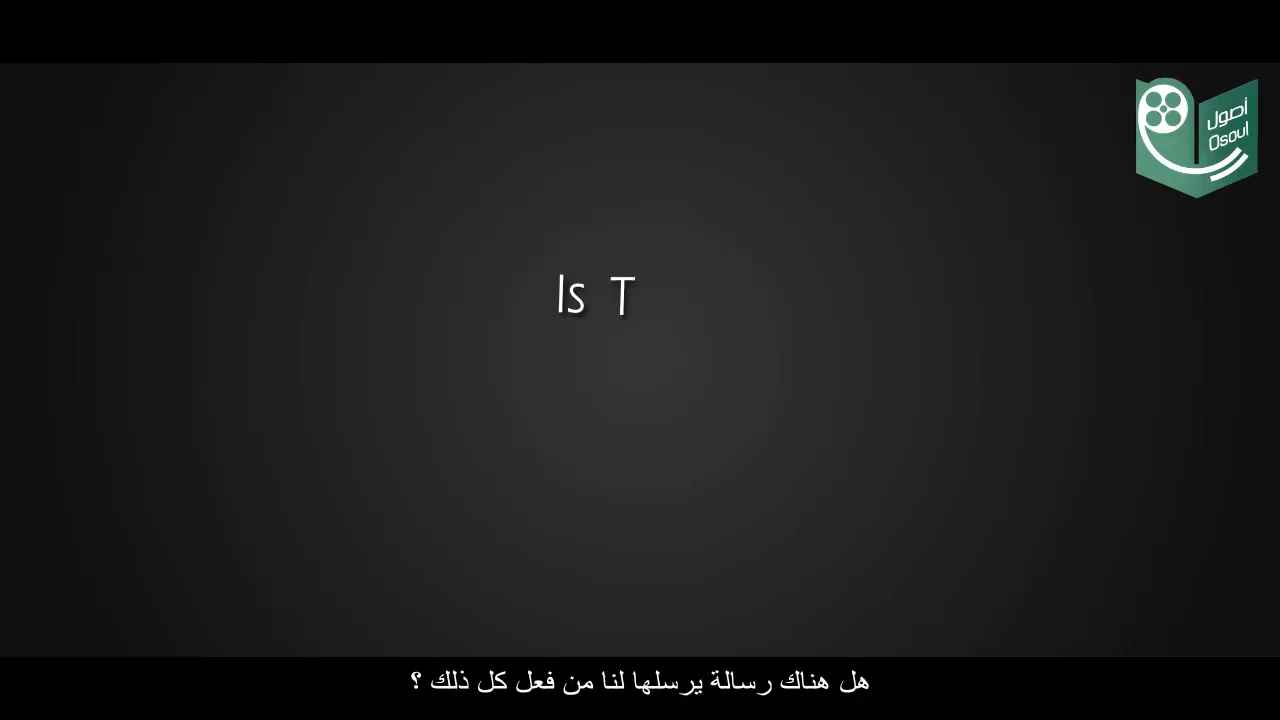 أصول
Osoul
Is T
هل هناك رسالة يرسلها لنا من فعل كل ذلك ؟